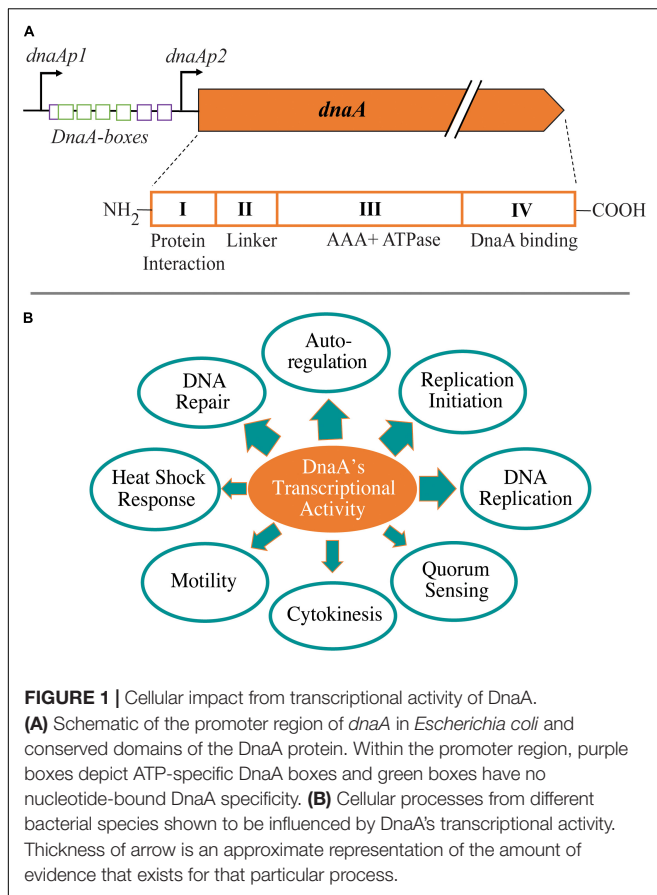 A
dnaAp1
dnaAp2
DnaA-boxes
dnaA
NH2
I
II
III
IV
COOH
Protein
Interaction
Linker
AAA+ ATPase
DnaA binding
B
Auto-
regulation
DNA
Repair
Replication
Initiation
Heat Shock
Response
DnaA's
Transcriptional
Activity
DNA
Replication
Motility
Cytokinesis
Quorum
Sensing
FIGURE 1 | Cellular impact from transcriptional activity of DnaA.
(A) Schematic of the promoter region of dnaA in Escherichia coli and
conserved domains of the DnaA protein. Within the promoter region, purple
boxes depict ATP-specific DnaA boxes and green boxes have no
nucleotide-bound DnaA specificity. (B) Cellular processes from different
bacterial species shown to be influenced by DnaA's transcriptional activity.
Thickness of arrow is an approximate representation of the amount of
evidence that exists for that particular process.